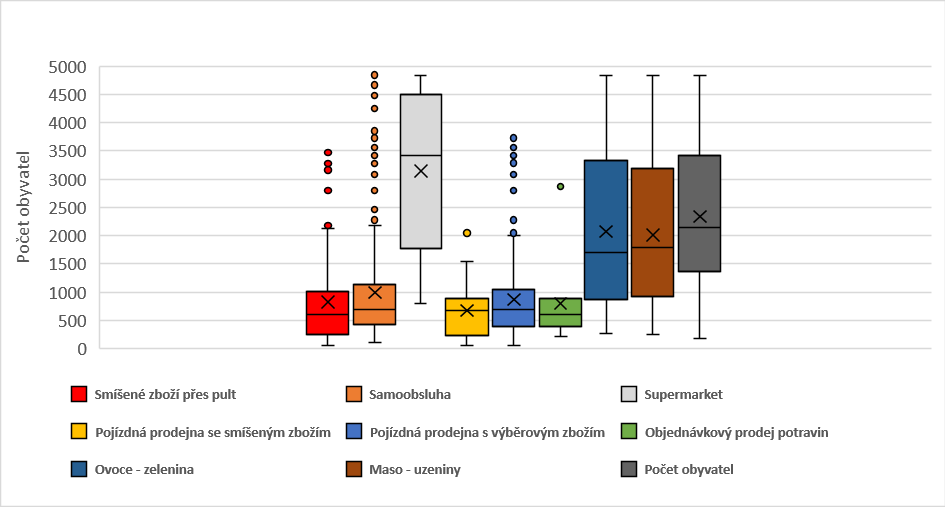 Počet obyvatel
5000
4500
4000
3500
3000
2500
2000
1500
1000
500
0
Smíšené zboží přes pult
Samoobsluha
Supermarket
Pojízdná prodejna se smíšeným zbožím
Pojízdná prodejna s výběrovým zbožím
Objednávkový prodej potravin
Ovoce - zelenina
Maso - uzeniny
Počet obyvatel